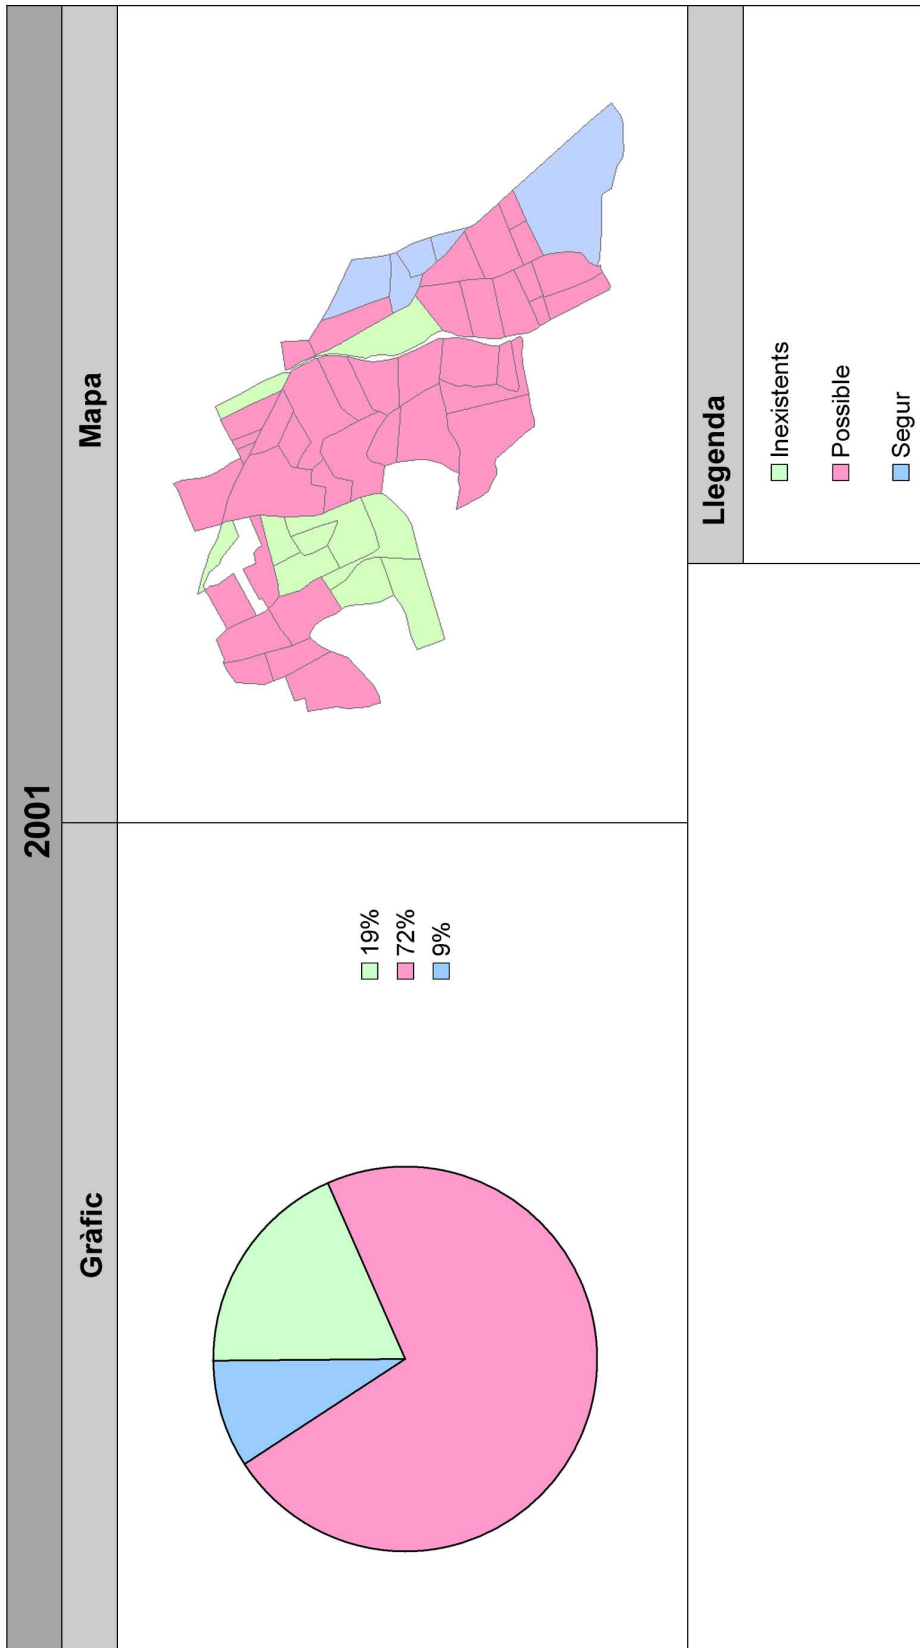 2001
Gràfic
Mapa
19%
72%
9%
Llegenda
Inexistents
Possible
Segur